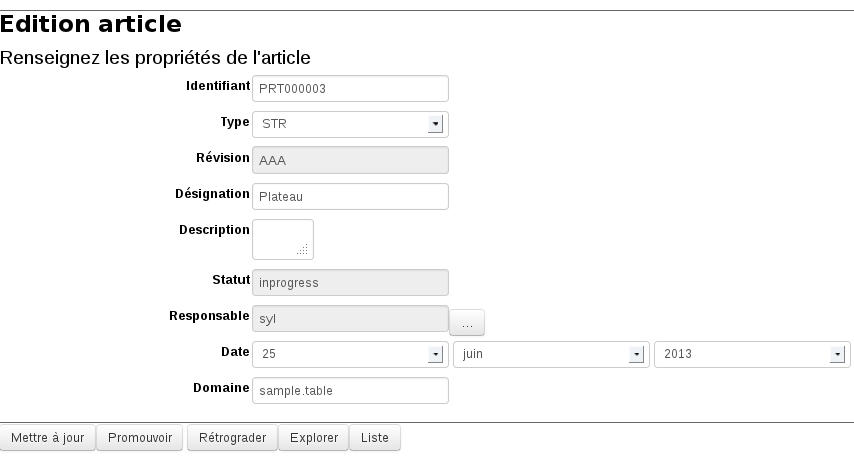 Edition article
Renseignez les propriétés de l'article
Identifiant PRT000003
Type STR
Révision AAA
Désignation Plateau
Description
Statut inprogress
Responsable syl ...
Date 25 juin 2013
Domaine sample.table
Mettre à jour Promouvoir Rétrograder Explorer Liste